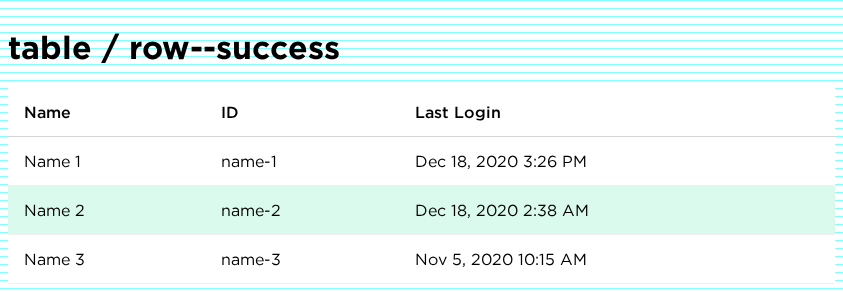 table / row--success
Name ID Last Login
Name 1 name-1 Dec 18, 2020 3:26 PM
Name 2 name-2 Dec 18, 2020 2:38 AM
Name 3 name-3 Nov 5, 2020 10:15 AM